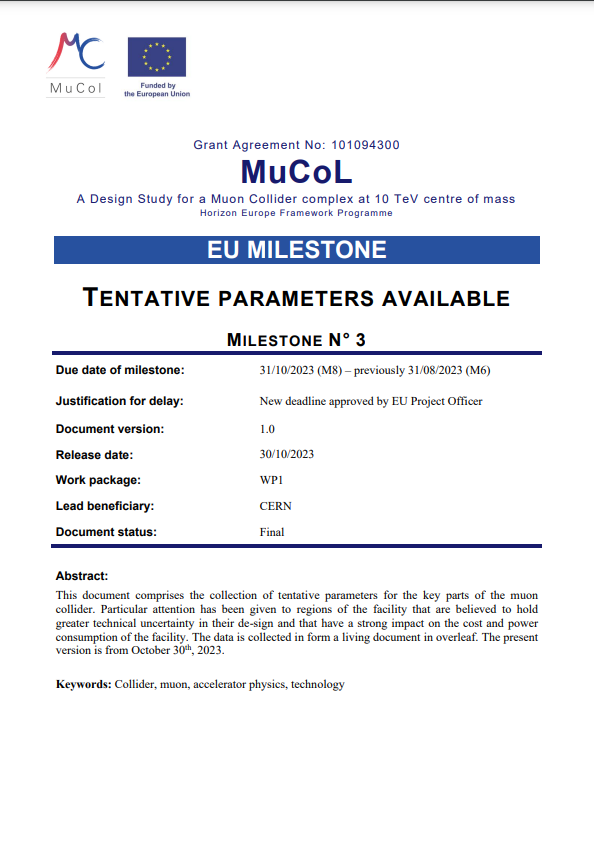 MuCol
Funded by
the European Union
Grant Agreement No: 101094300
MuCoL
A Design Study for a Muon Collider complex at 10 TeV centre of mass
Horizon Europe Framework Programme
EU MILESTONE
TENTATIVE PARAMETERS AVAILABLE
MILESTONE N° 3
Due date of milestone: 31/10/2023 (M8) – previously 31/08/2023 (M6)
Justification for delay: New deadline approved by EU Project Officer
Document version: 1.0
Release date: 30/10/2023
Work package: WP1
Lead beneficiary: CERN
Document status: Final
Abstract:
This document comprises the collection of tentative parameters for the key parts of the muon
collider. Particular attention has been given to regions of the facility that are believed to hold
greater technical uncertainty in their de-sign and that have a strong impact on the cost and power
consumption of the facility. The data is collected in form a living document in overleaf. The present
version is from October 30th, 2023.
Keywords: Collider, muon, accelerator physics, technology